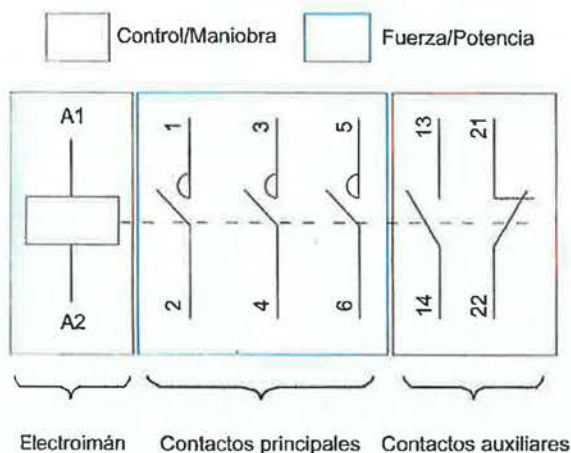 Control/Maniobra Fuerza/Potencia
A1 1 3 5 13 21
A2 2 4 6 14 22
Electroimán Contactos principales Contactos auxiliares